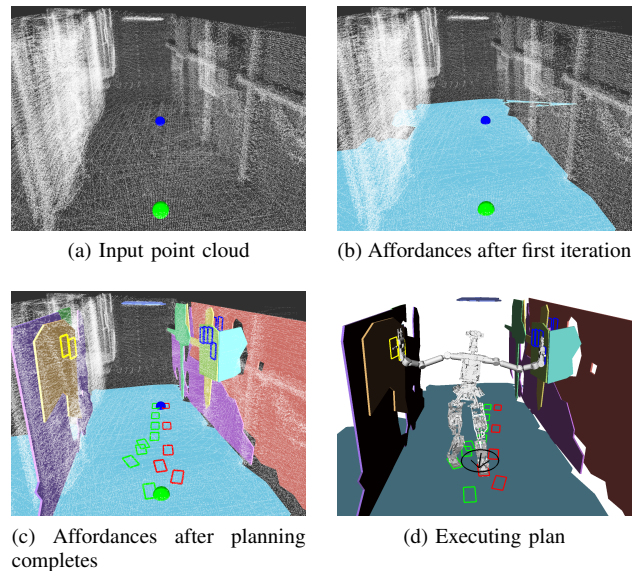 (a) Input point cloud
(b) Affordances after first iteration
(c) Affordances after planning
completes
(d) Executing plan